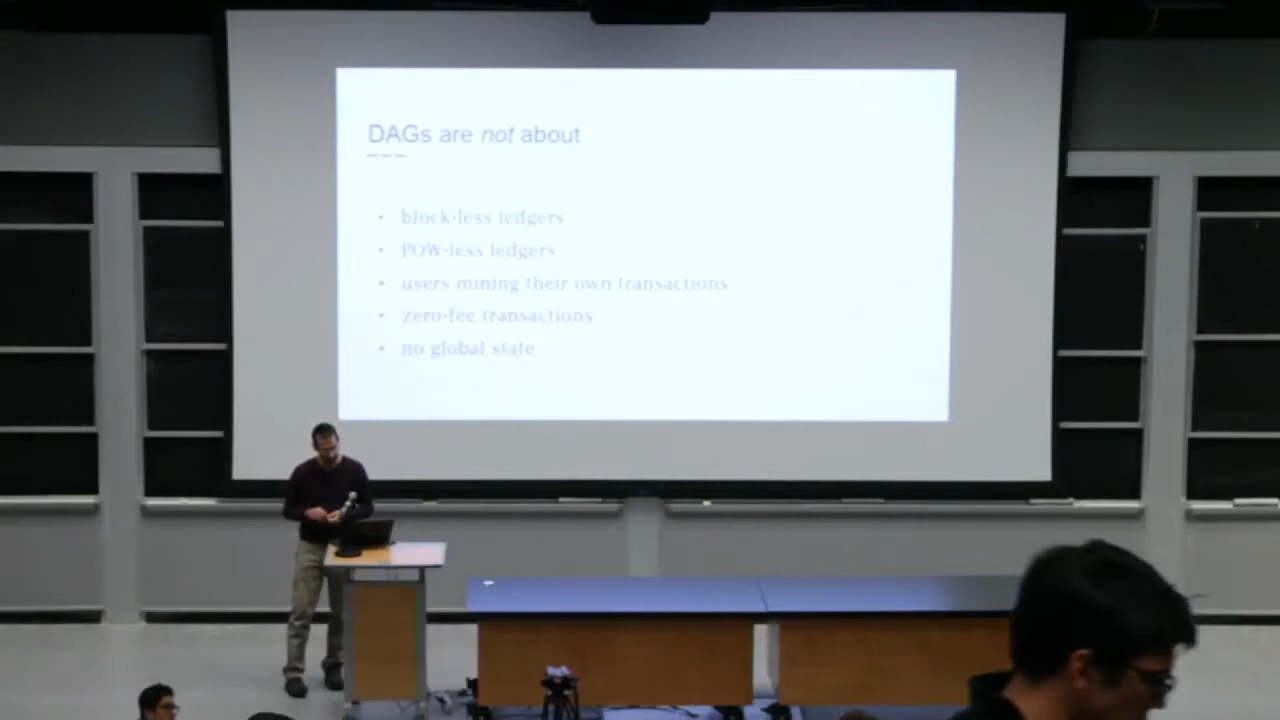 DAGs are not about
block-less ledgers
POW-less ledgers
users mining their own transactions
zero-fee transactions
no global state